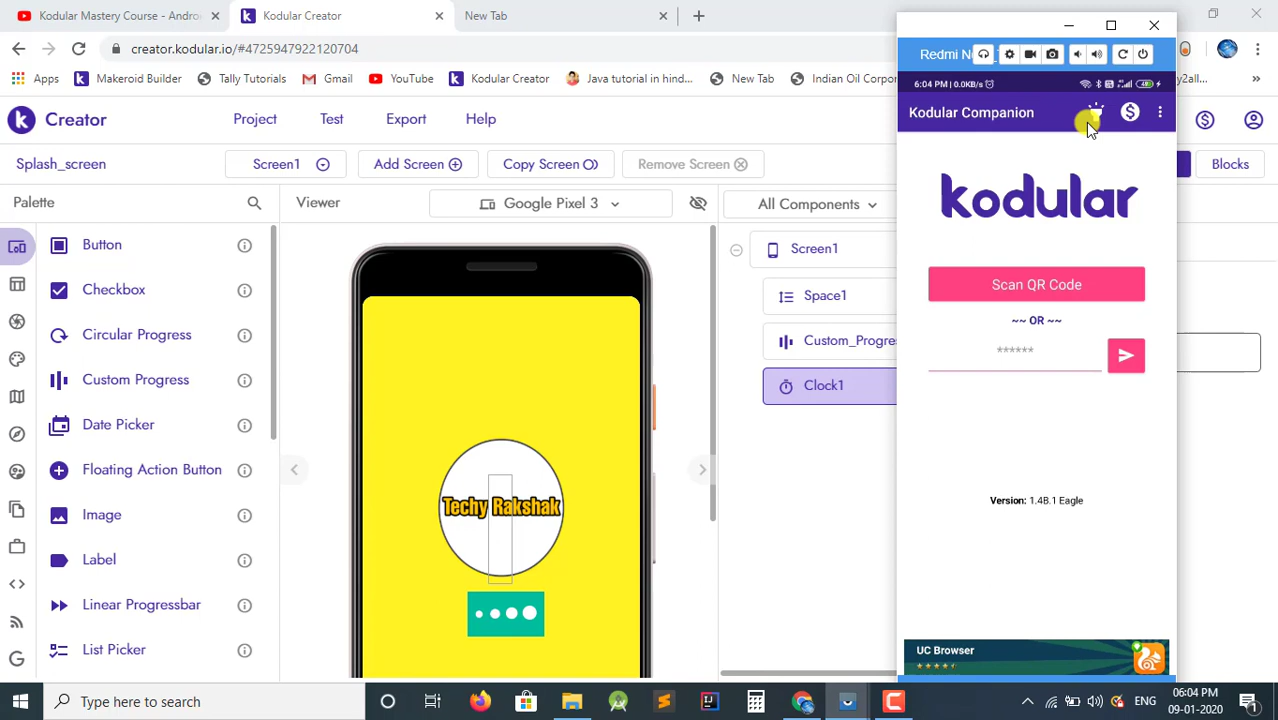 Kodular Mastery Course - Andro
Kodular Creator
New Tab
creator.kodular.io/#4725947922120704
Apps
Makeroid Builder
Tally Tutorials
Gmail
YouTube
Kodular Creator
Java tutorial in hind...
New Tab
Indian Oil Corpor
y2all...
Creator
Project
Test
Export
Help
Splash_screen
Screen1
Add Screen
Copy Screen
Remove Screen
Blocks
Palette
Viewer
Google Pixel 3
All Components
Button
Checkbox
Circular Progress
Custom Progress
Date Picker
Floating Action Button
Image
Label
Linear Progressbar
List Picker
Techy Rakshak
Screen1
Space1
Custom_Progre
Clock1
Redmi N
6:04 PM | 0.0KB/s
Kodular Companion
kodular
Scan QR Code
~~ OR ~~
******
Version: 1.4B.1 Eagle
UC Browser
Type here to search
ENG
06:04 PM
09-01-2020